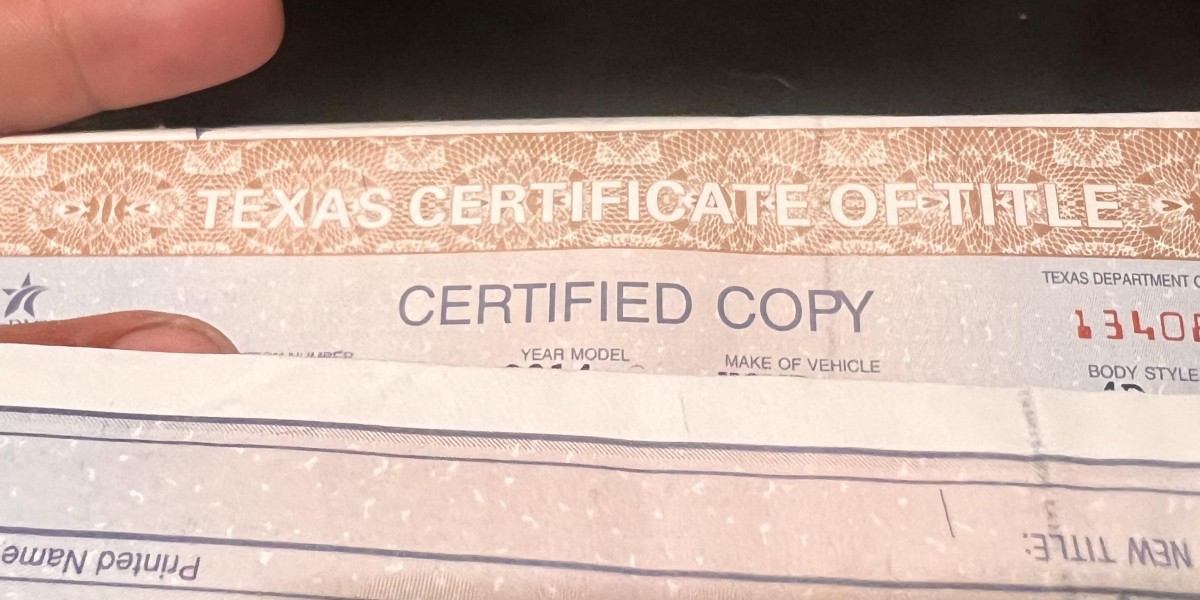 TEXAS CERTIFICATE OF TITLE
CERTIFIED COPY
TEXAS DEPARTMENT
YEAR MODEL
MAKE OF VEHICLE
BODY STYLE
NEW TITLE:
Printed Name